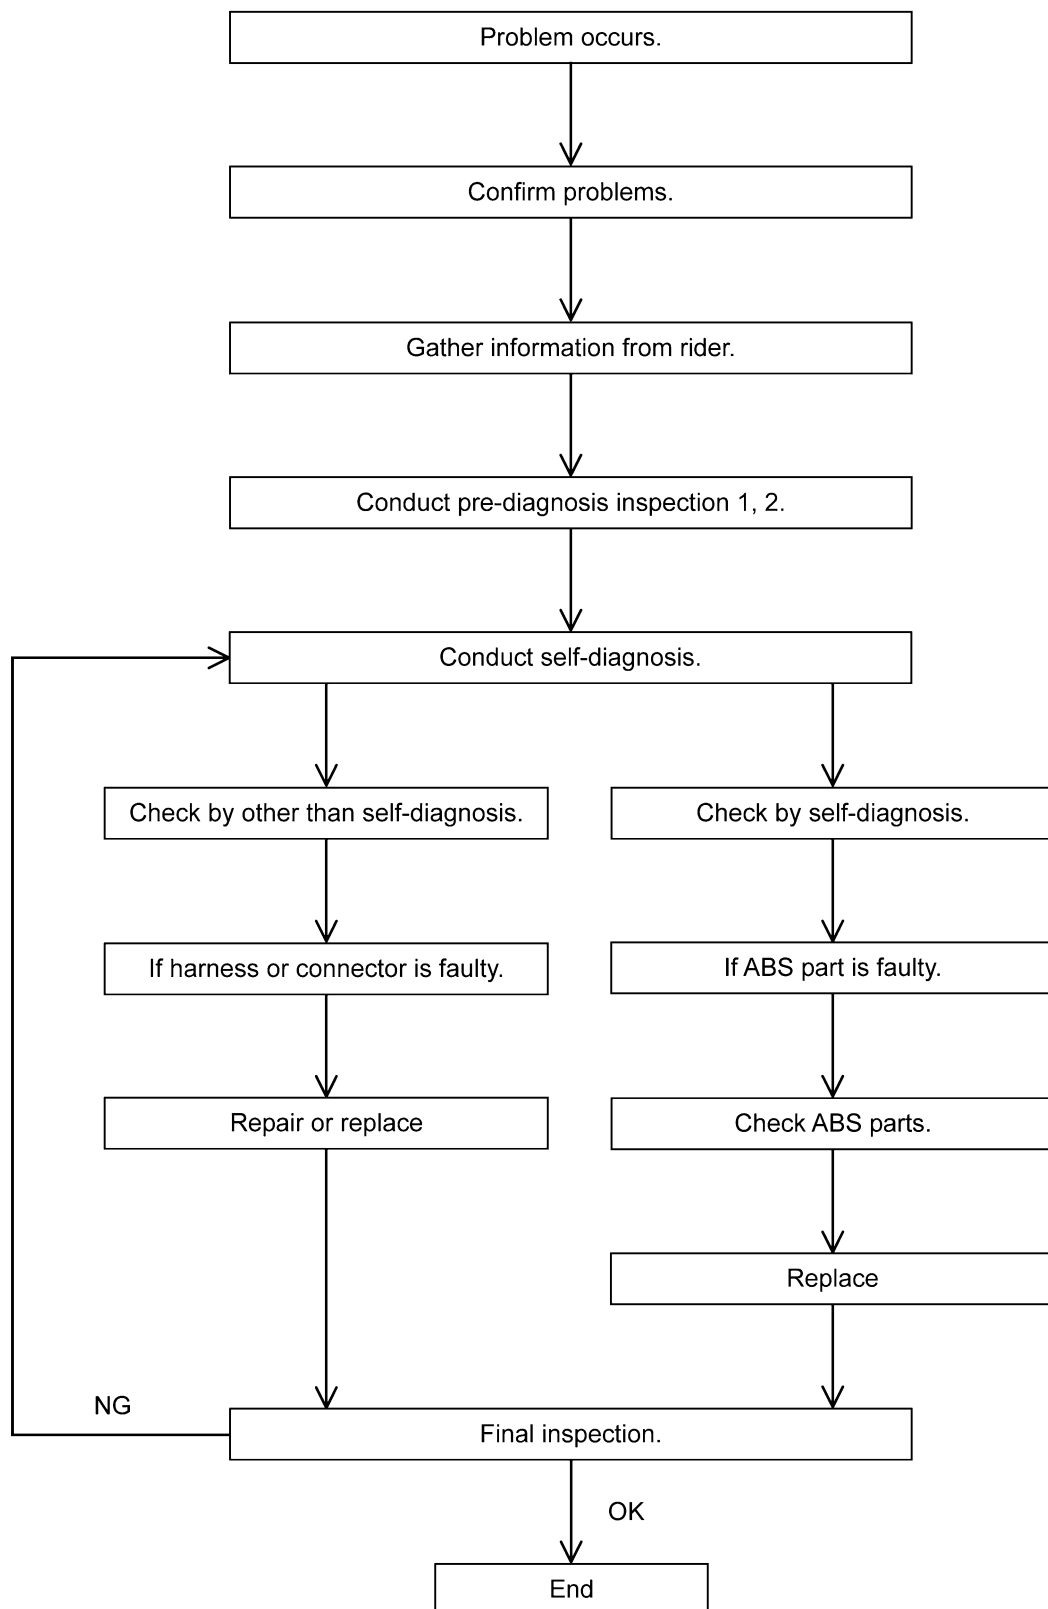 Problem occurs.
Confirm problems.
Gather information from rider.
Conduct pre-diagnosis inspection 1, 2.
Conduct self-diagnosis.
Check by other than self-diagnosis.
Check by self-diagnosis.
If harness or connector is faulty.
If ABS part is faulty.
Repair or replace
Check ABS parts.
Replace
NG
Final inspection.
OK
End